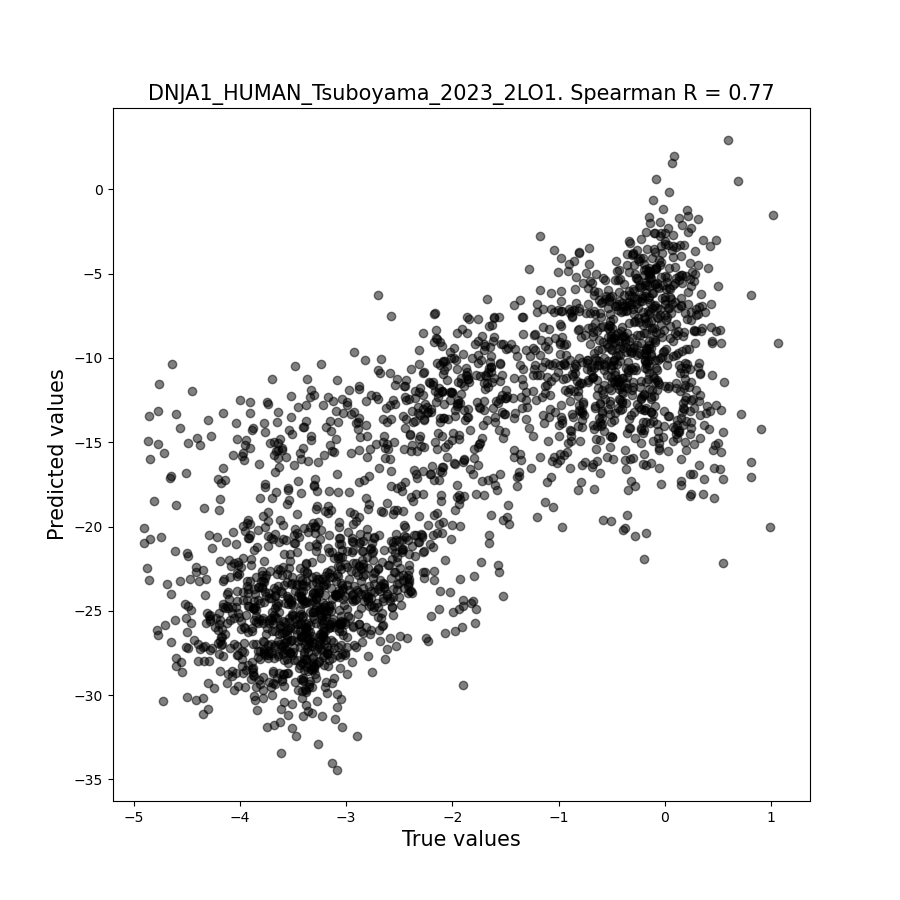 DNJA1_HUMAN_Tsuboyama_2023_2LO1. Spearman R = 0.77
Predicted values
0
−5
−10
−15
−20
−25
−30
−35
−5 −4 −3 −2 −1 0 1
True values